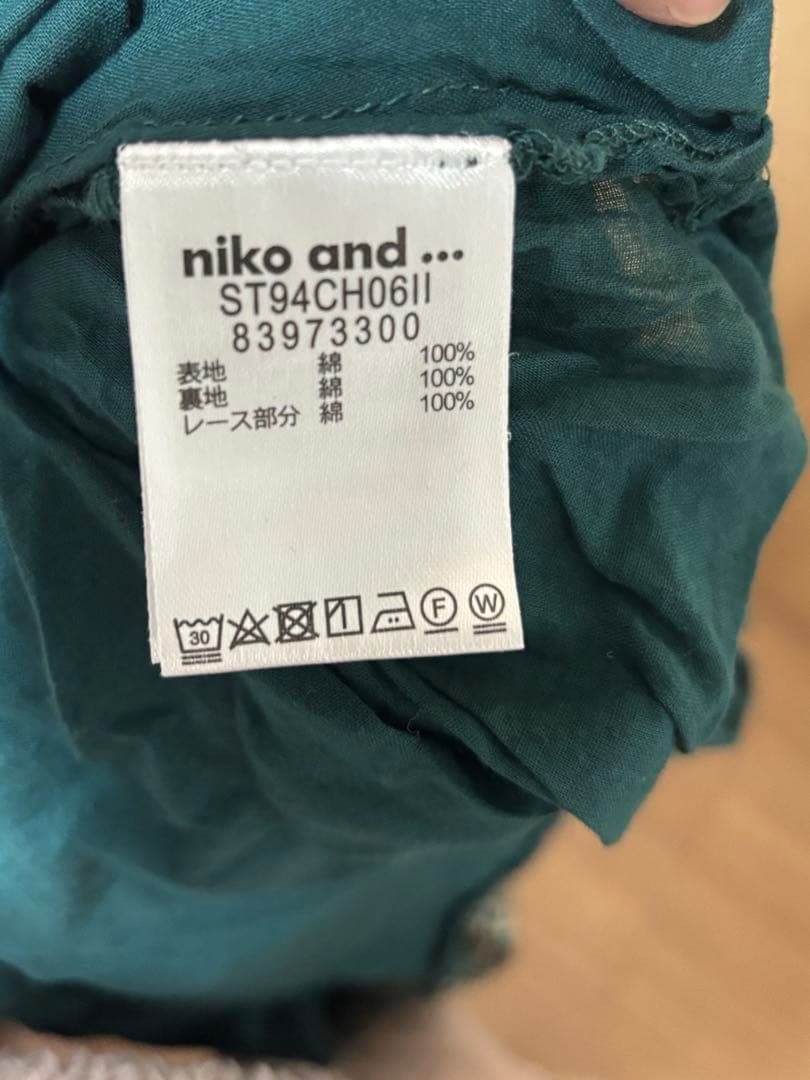 niko and ...
ST94CH06II
83973300
表地 綿 100%
裏地 綿 100%
レース部分 綿 100%
30 F W